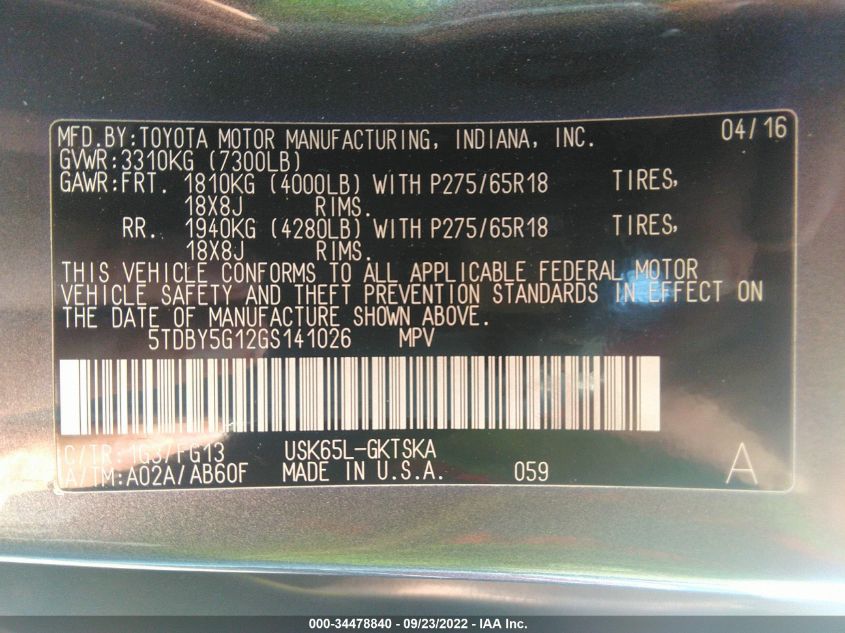 MFD.BY:TOYOTA MOTOR MANUFACTURING, INDIANA, INC. 04/16
GVWR:3310KG (7300LB)
GAWR:FRT. 1810KG (4000LB) WITH P275/65R18 TIRES,
18X8J RIMS.
RR. 1940KG (4280LB) WITH P275/65R18 TIRES,
18X8J RIMS.
THIS VEHICLE CONFORMS TO ALL APPLICABLE FEDERAL MOTOR
VEHICLE SAFETY AND THEFT PREVENTION STANDARDS IN EFFECT ON
THE DATE OF MANUFACTURE SHOWN ABOVE.
5TDBY5G12GS141026 MPV
C/TR:1G3/FG13 USK65L-GKTSKA
A/TM:A02A/AB60F MADE IN U.S.A. 059 A
000-34478840 - 09/23/2022 - IAA Inc.